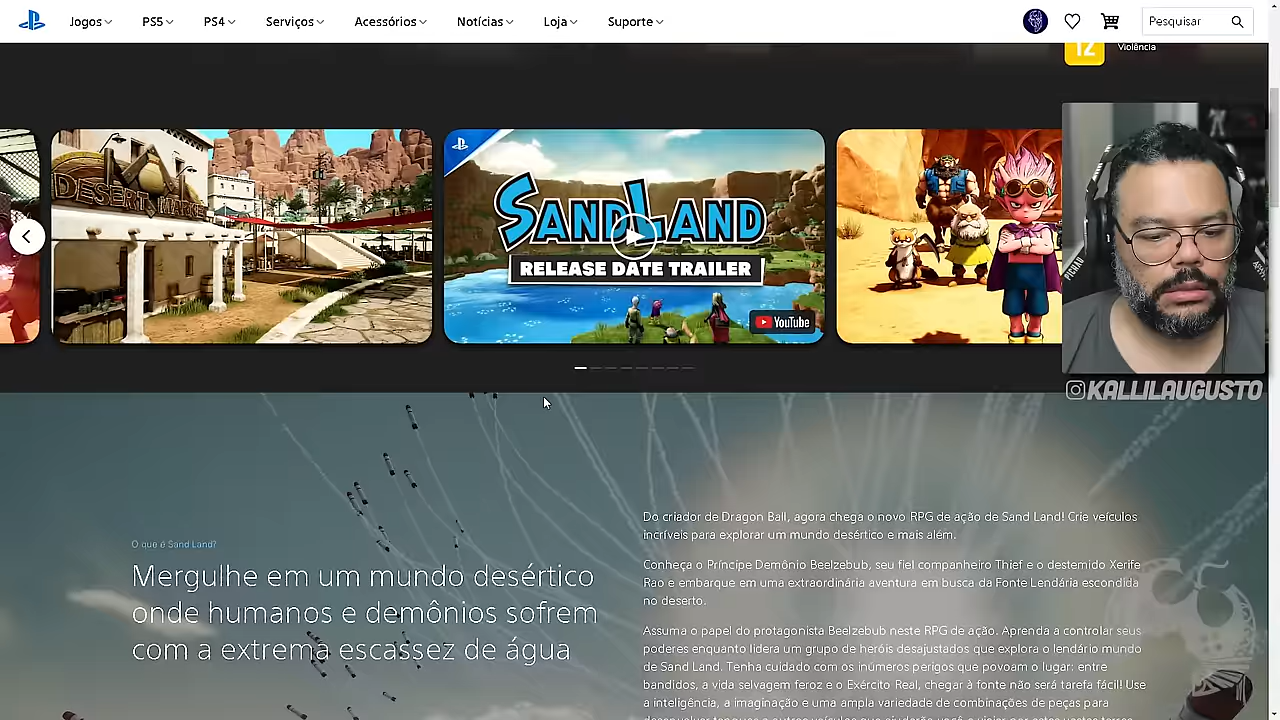 Jogos
PS5
PS4
Serviços
Acessórios
Notícias
Loja
Suporte
Pesquisar
12
Violência
DESERT MARKET
SAND LAND
RELEASE DATE TRAILER
YouTube
PICHAU
KALLILAUGUSTO
O que é Sand Land?
Mergulhe em um mundo desértico
onde humanos e demônios sofrem
com a extrema escassez de água
Do criador de Dragon Ball, agora chega o novo RPG de ação de Sand Land! Crie veículos
incríveis para explorar um mundo desértico e mais além.
Conheça o Príncipe Demônio Beelzebub, seu fiel companheiro Thief e o destemido Xerife
Rao e embarque em uma extraordinária aventura em busca da Fonte Lendária escondida
no deserto.
Assuma o papel do protagonista Beelzebub neste RPG de ação. Aprenda a controlar seus
poderes enquanto lidera um grupo de heróis desajustados que explora o lendário mundo
de Sand Land. Tenha cuidado com os inúmeros perigos que povoam o lugar: entre
bandidos, a vida selvagem feroz e o Exército Real, chegar à fonte não será tarefa fácil! Use
a inteligência, a imaginação e uma ampla variedade de combinações de peças para